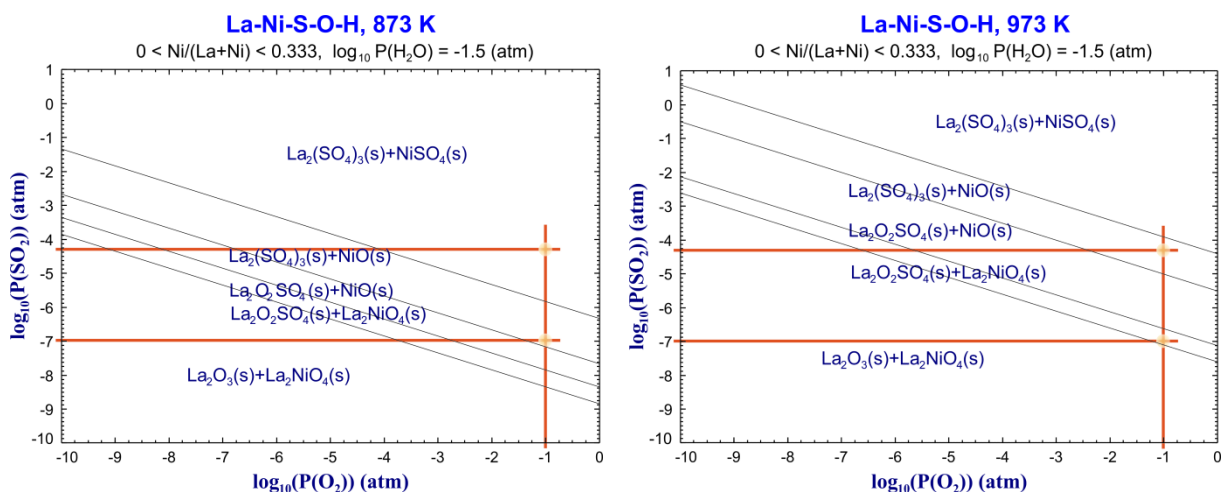 La-Ni-S-O-H, 873 K
0 < Ni/(La+Ni) < 0.333, log₁₀ P(H₂O) = -1.5 (atm)
log₁₀(P(SO₂)) (atm)
1
0
-1
-2
-3
-4
-5
-6
-7
-8
-9
-10
La₂(SO₄)₃(s)+NiSO₄(s)
La₂(SO₄)₃(s)+NiO(s)
La₂O₂SO₄(s)+NiO(s)
La₂O₂SO₄(s)+La₂NiO₄(s)
La₂O₃(s)+La₂NiO₄(s)
-10 -9 -8 -7 -6 -5 -4 -3 -2 -1 0
log₁₀(P(O₂)) (atm)
La-Ni-S-O-H, 973 K
0 < Ni/(La+Ni) < 0.333, log₁₀ P(H₂O) = -1.5 (atm)
log₁₀(P(SO₂)) (atm)
1
0
-1
-2
-3
-4
-5
-6
-7
-8
-9
-10
La₂(SO₄)₃(s)+NiSO₄(s)
La₂(SO₄)₃(s)+NiO(s)
La₂O₂SO₄(s)+NiO(s)
La₂O₂SO₄(s)+La₂NiO₄(s)
La₂O₃(s)+La₂NiO₄(s)
-10 -9 -8 -7 -6 -5 -4 -3 -2 -1 0
log₁₀(P(O₂)) (atm)